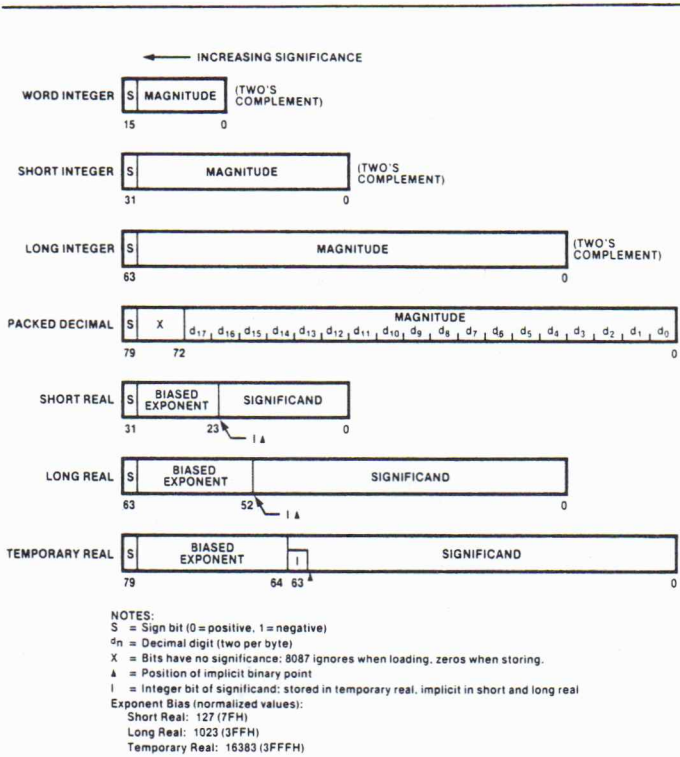 INCREASING SIGNIFICANCE
WORD INTEGER S MAGNITUDE (TWO'S
COMPLEMENT)
15 0
SHORT INTEGER S MAGNITUDE (TWO'S
COMPLEMENT)
31 0
LONG INTEGER S MAGNITUDE (TWO'S
COMPLEMENT)
63 0
PACKED DECIMAL S X MAGNITUDE
d17 d16 d15 d14 d13 d12 d11 d10 d9 d8 d7 d6 d5 d4 d3 d2 d1 d0
79 72 0
SHORT REAL S BIASED
EXPONENT SIGNIFICAND
31 23 0
I ▲
LONG REAL S BIASED
EXPONENT SIGNIFICAND
63 52 0
I ▲
TEMPORARY REAL S BIASED
EXPONENT I SIGNIFICAND
79 64 63 ▲ 0
NOTES:
S = Sign bit (0 = positive, 1 = negative)
dn = Decimal digit (two per byte)
X = Bits have no significance; 8087 ignores when loading, zeros when storing.
▲ = Position of implicit binary point
I = Integer bit of significand; stored in temporary real, implicit in short and long real
Exponent Bias (normalized values):
Short Real: 127 (7FH)
Long Real: 1023 (3FFH)
Temporary Real: 16383 (3FFFH)